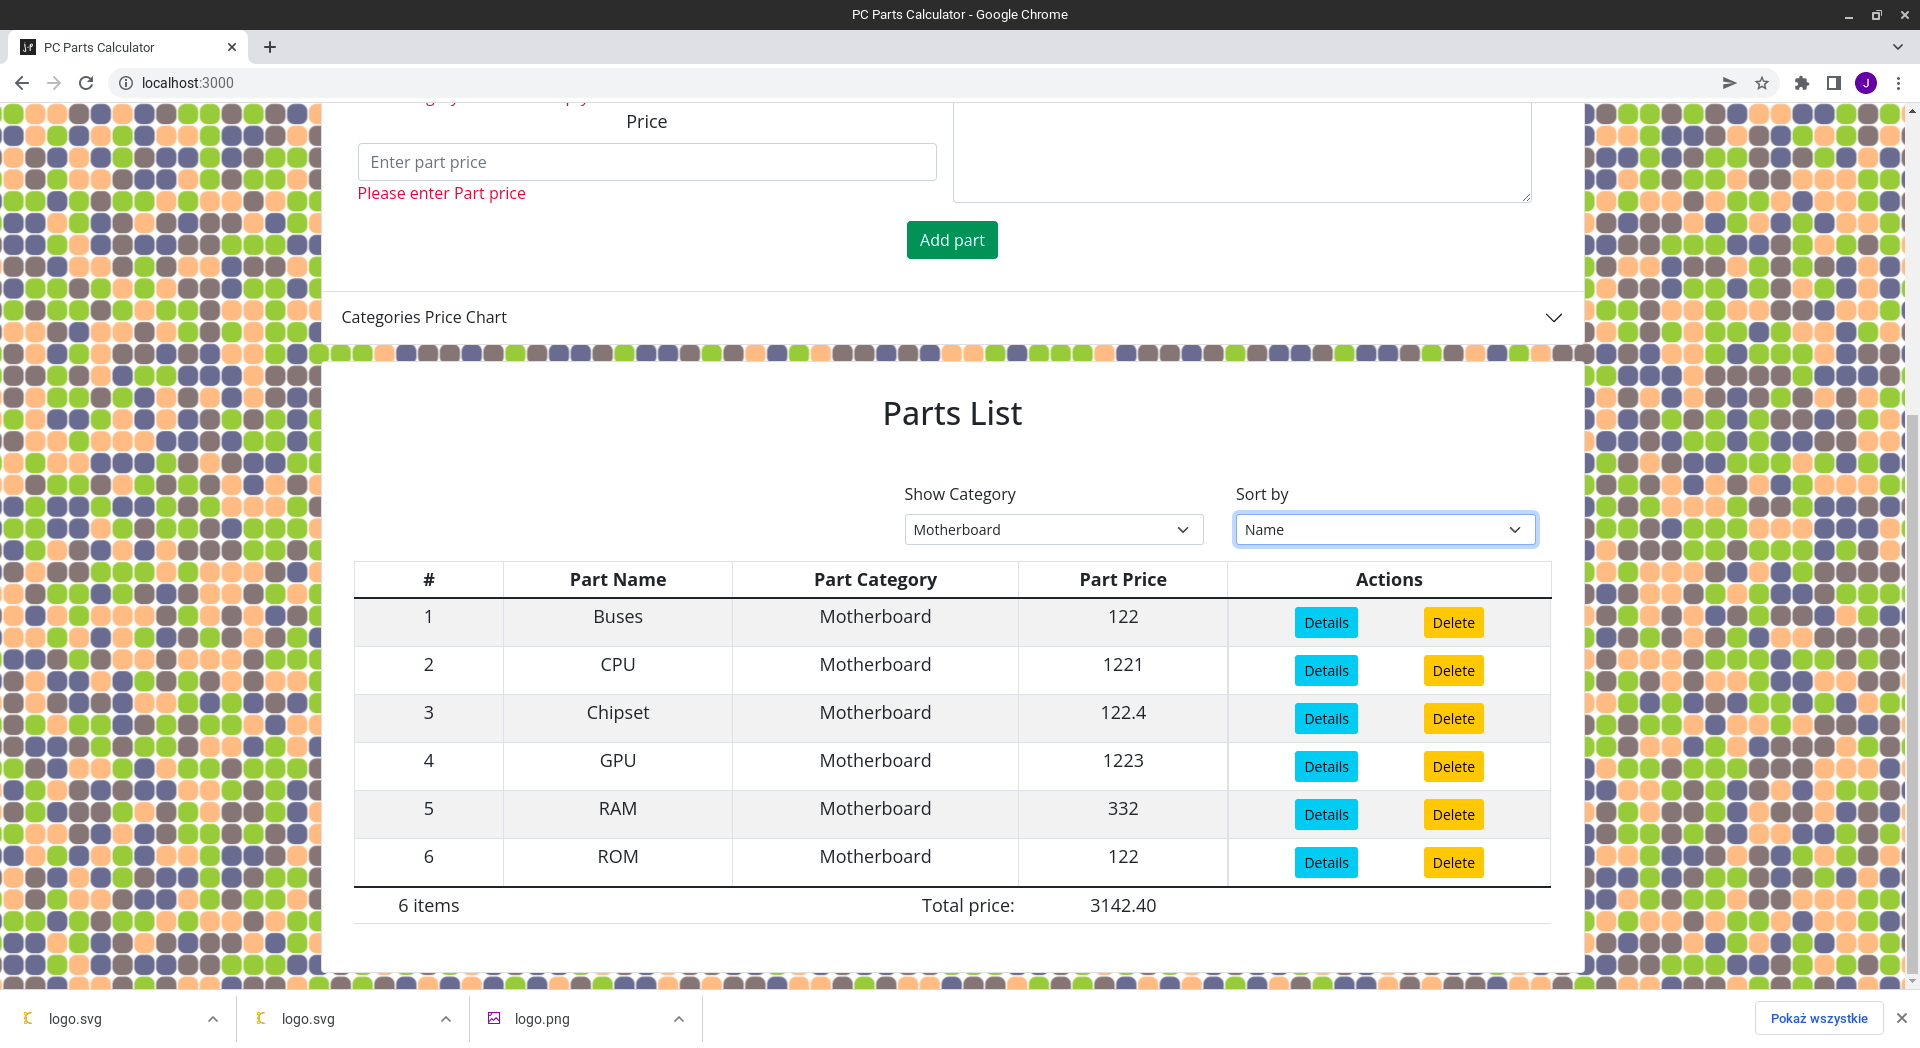 PC Parts Calculator - Google Chrome
PC Parts Calculator
localhost:3000
J
Price
Enter part price
Please enter Part price
Add part
Categories Price Chart
Parts List
Show Category Sort by
Motherboard Name
# Part Name Part Category Part Price Actions
1 Buses Motherboard 122 Details Delete
2 CPU Motherboard 1221 Details Delete
3 Chipset Motherboard 122.4 Details Delete
4 GPU Motherboard 1223 Details Delete
5 RAM Motherboard 332 Details Delete
6 ROM Motherboard 122 Details Delete
6 items Total price: 3142.40
logo.svg logo.svg logo.png Pokaż wszystkie